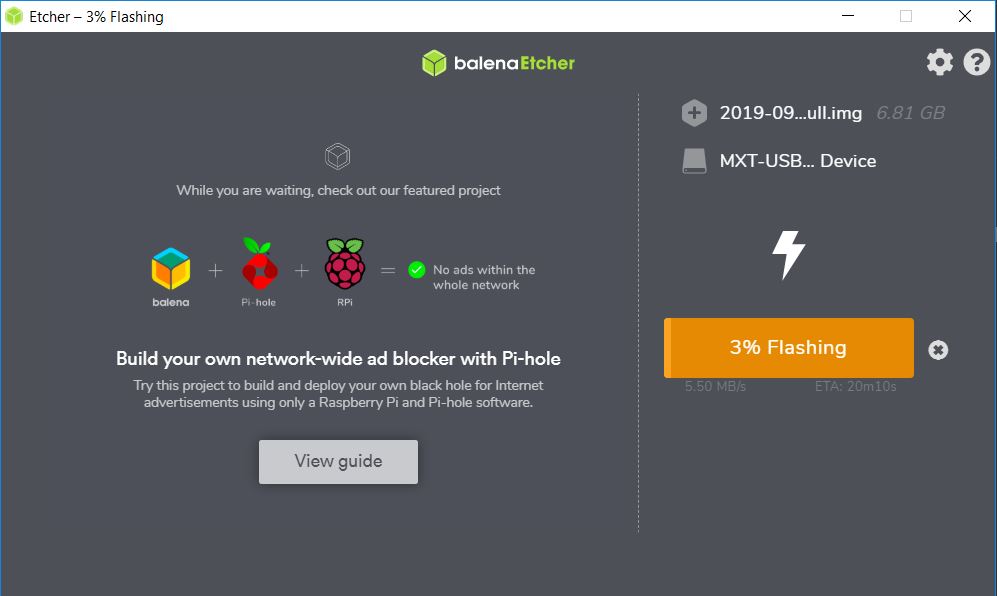 Etcher – 3% Flashing
balenaEtcher
While you are waiting, check out our featured project
balena
Pi-hole
RPi
No ads within the
whole network
Build your own network-wide ad blocker with Pi-hole
Try this project to build and deploy your own black hole for Internet
advertisements using only a Raspberry Pi and Pi-hole software.
View guide
2019-09...ull.img 6.81 GB
MXT-USB... Device
3% Flashing
5.50 MB/s ETA: 20m10s